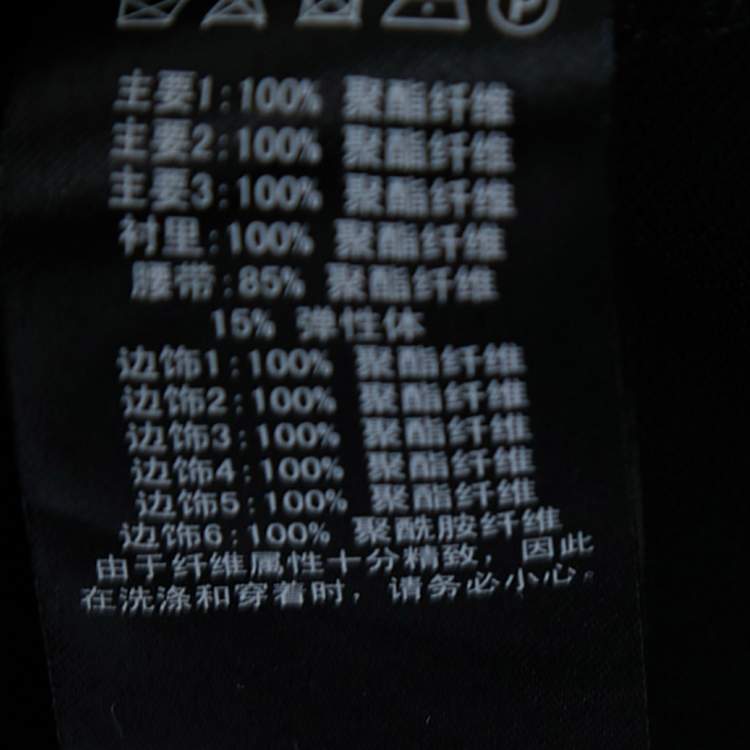 主要1:100% 聚酯纤维
主要2:100% 聚酯纤维
主要3:100% 聚酯纤维
衬里:100% 聚酯纤维
腰带:85% 聚酯纤维
15% 弹性体
边饰1:100% 聚酯纤维
边饰2:100% 聚酯纤维
边饰3:100% 聚酯纤维
边饰4:100% 聚酯纤维
边饰5:100% 聚酯纤维
边饰6:100% 聚酰胺纤维
由于纤维属性十分精致，因此
在洗涤和穿着时，请务必小心。